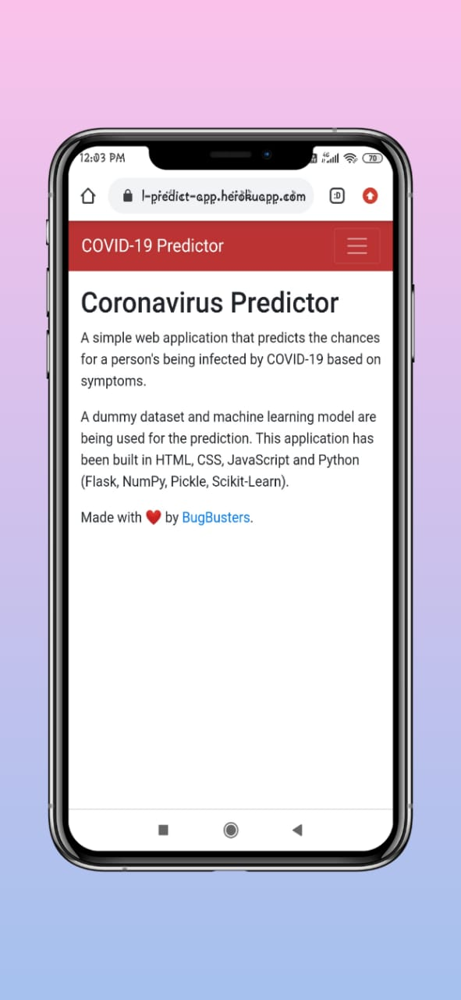 12:03 PM
4G
70
l-predict-app.herokuapp.com
:D
COVID-19 Predictor
Coronavirus Predictor
A simple web application that predicts the chances
for a person's being infected by COVID-19 based on
symptoms.
A dummy dataset and machine learning model are
being used for the prediction. This application has
been built in HTML, CSS, JavaScript and Python
(Flask, NumPy, Pickle, Scikit-Learn).
Made with ❤️ by BugBusters.